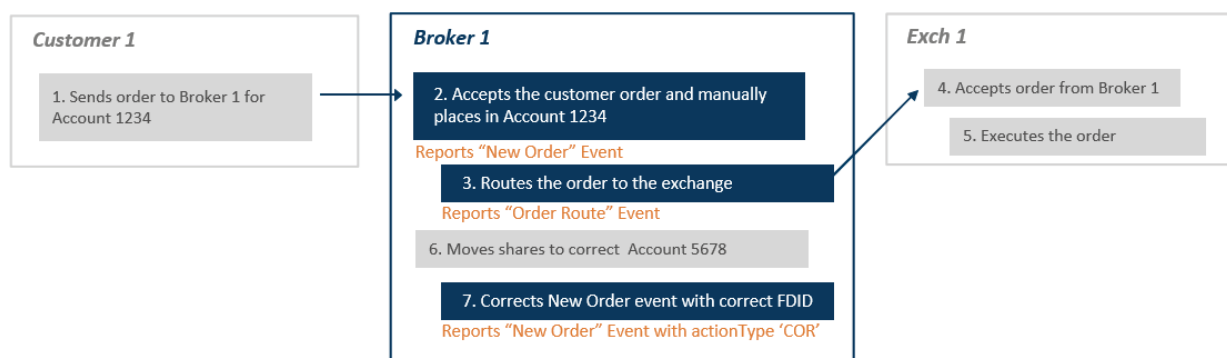 Customer 1
1. Sends order to Broker 1 for
Account 1234
Broker 1
2. Accepts the customer order and manually
places in Account 1234
Reports “New Order” Event
3. Routes the order to the exchange
Reports “Order Route” Event
6. Moves shares to correct Account 5678
7. Corrects New Order event with correct FDID
Reports “New Order” Event with actionType ‘COR’
Exch 1
4. Accepts order from Broker 1
5. Executes the order